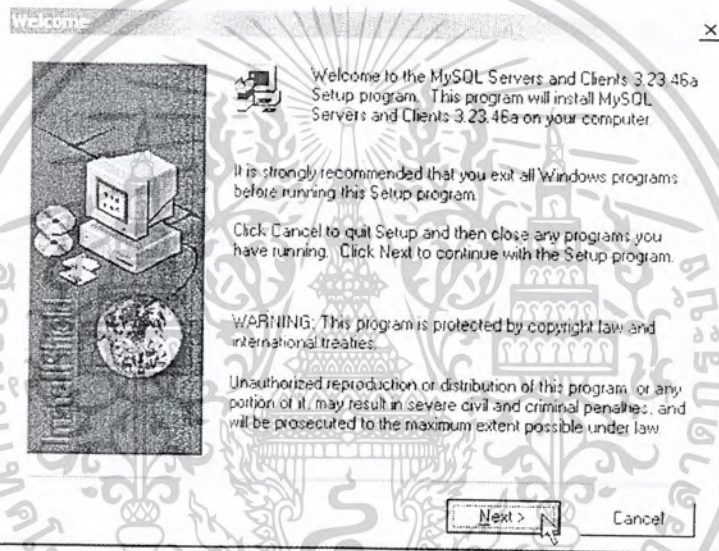 Welcome
Welcome to the MySQL Servers and Clients 3.23.46a
Setup program. This program will install MySQL
Servers and Clients 3.23.46a on your computer.
It is strongly recommended that you exit all Windows programs
before running this Setup program.
Click Cancel to quit Setup and then close any programs you
have running. Click Next to continue with the Setup program.
WARNING: This program is protected by copyright law and
international treaties.
Unauthorized reproduction or distribution of this program, or any
portion of it, may result in severe civil and criminal penalties, and
will be prosecuted to the maximum extent possible under law.
InstallShield
Next >
Cancel